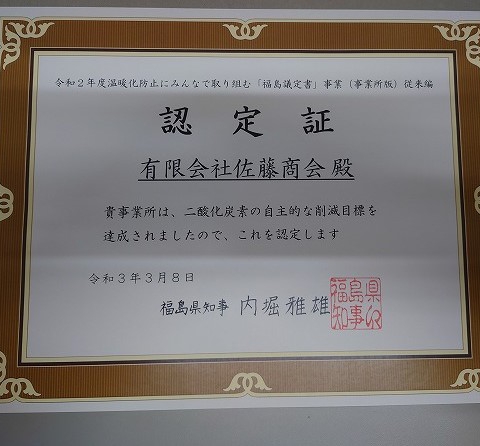 令和２年度温暖化防止にみんなで取り組む「福島議定書」事業（事業所版）従来編
認定証
有限会社佐藤商会殿
貴事業所は、二酸化炭素の自主的な削減目標を
達成されましたので、これを認定します
令和３年３月８日
福島県知事 内堀雅雄
福島県知事印